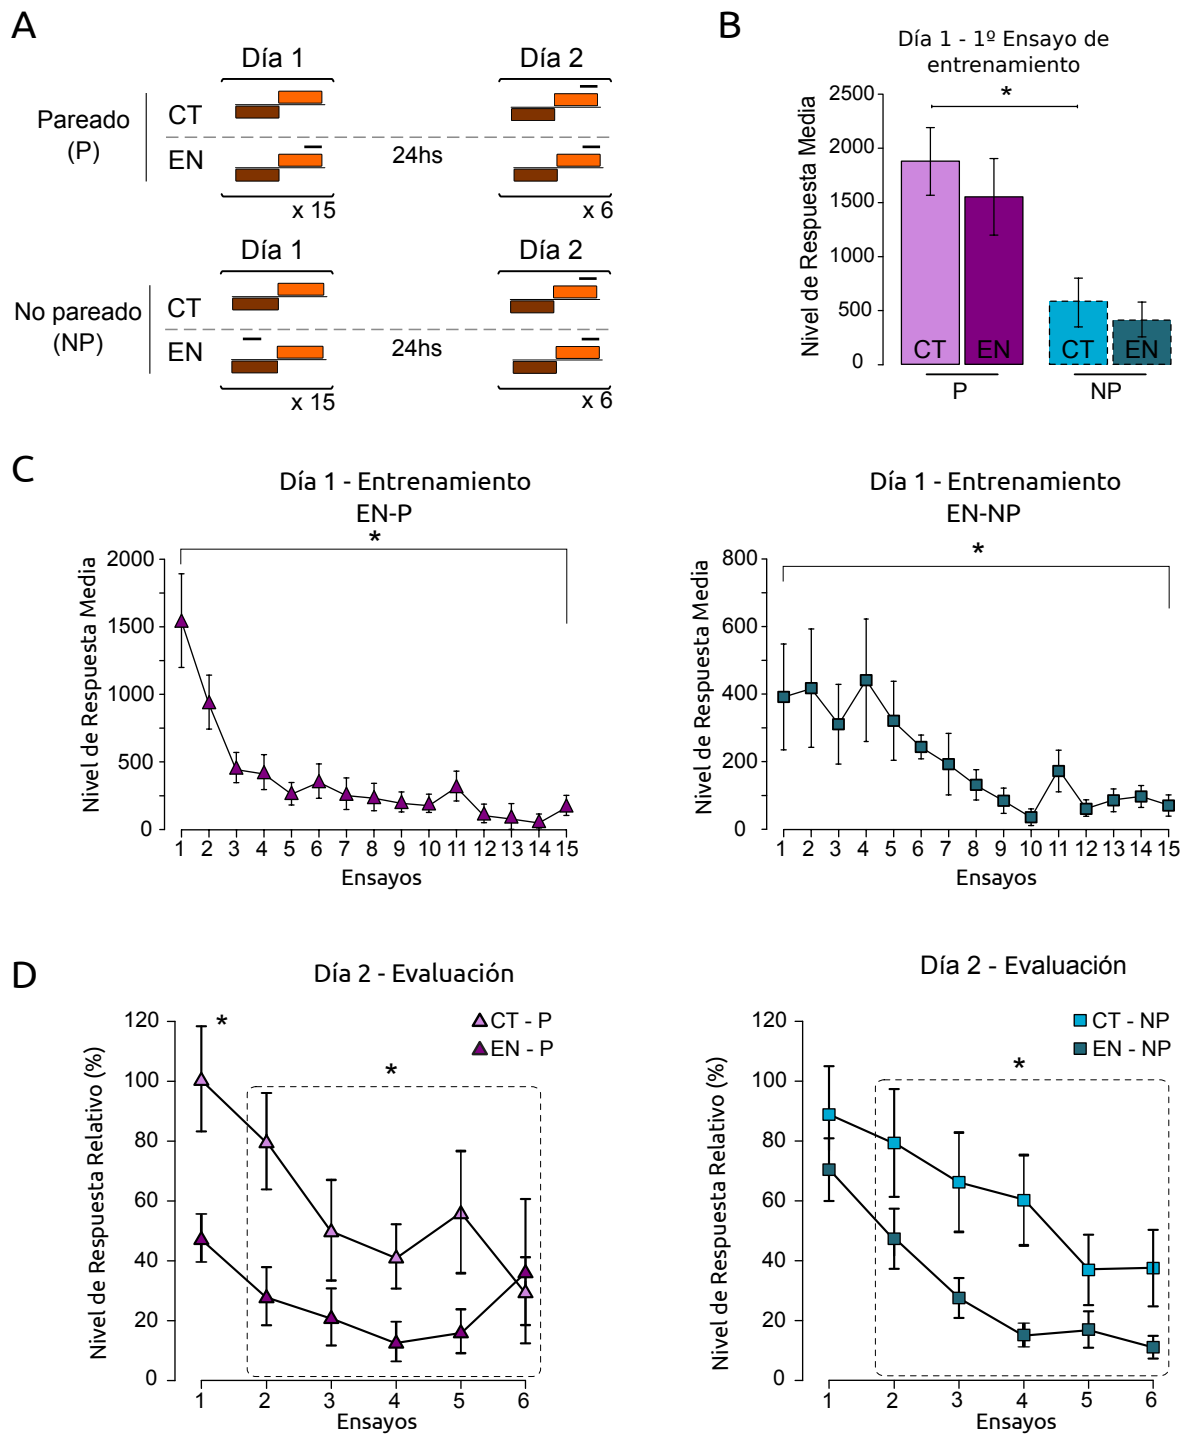 A
Día 1
Día 2
Pareado
(P)
CT
EN
24hs
x 15
x 6
Día 1
Día 2
No pareado
(NP)
CT
EN
24hs
x 15
x 6
B
Día 1 - 1º Ensayo de
entrenamiento
Nivel de Respuesta Media
2500
2000
1500
1000
500
0
*
CT
EN
CT
EN
P
NP
C
Día 1 - Entrenamiento
EN-P
*
Nivel de Respuesta Media
2000
1500
1000
500
0
1 2 3 4 5 6 7 8 9 10 11 12 13 14 15
Ensayos
Día 1 - Entrenamiento
EN-NP
*
Nivel de Respuesta Media
800
600
400
200
0
1 2 3 4 5 6 7 8 9 10 11 12 13 14 15
Ensayos
D
Día 2 - Evaluación
Nivel de Respuesta Relativo (%)
120
100
80
60
40
20
0
*
*
CT - P
EN - P
1 2 3 4 5 6
Ensayos
Día 2 - Evaluación
Nivel de Respuesta Relativo (%)
120
100
80
60
40
20
0
*
CT - NP
EN - NP
1 2 3 4 5 6
Ensayos